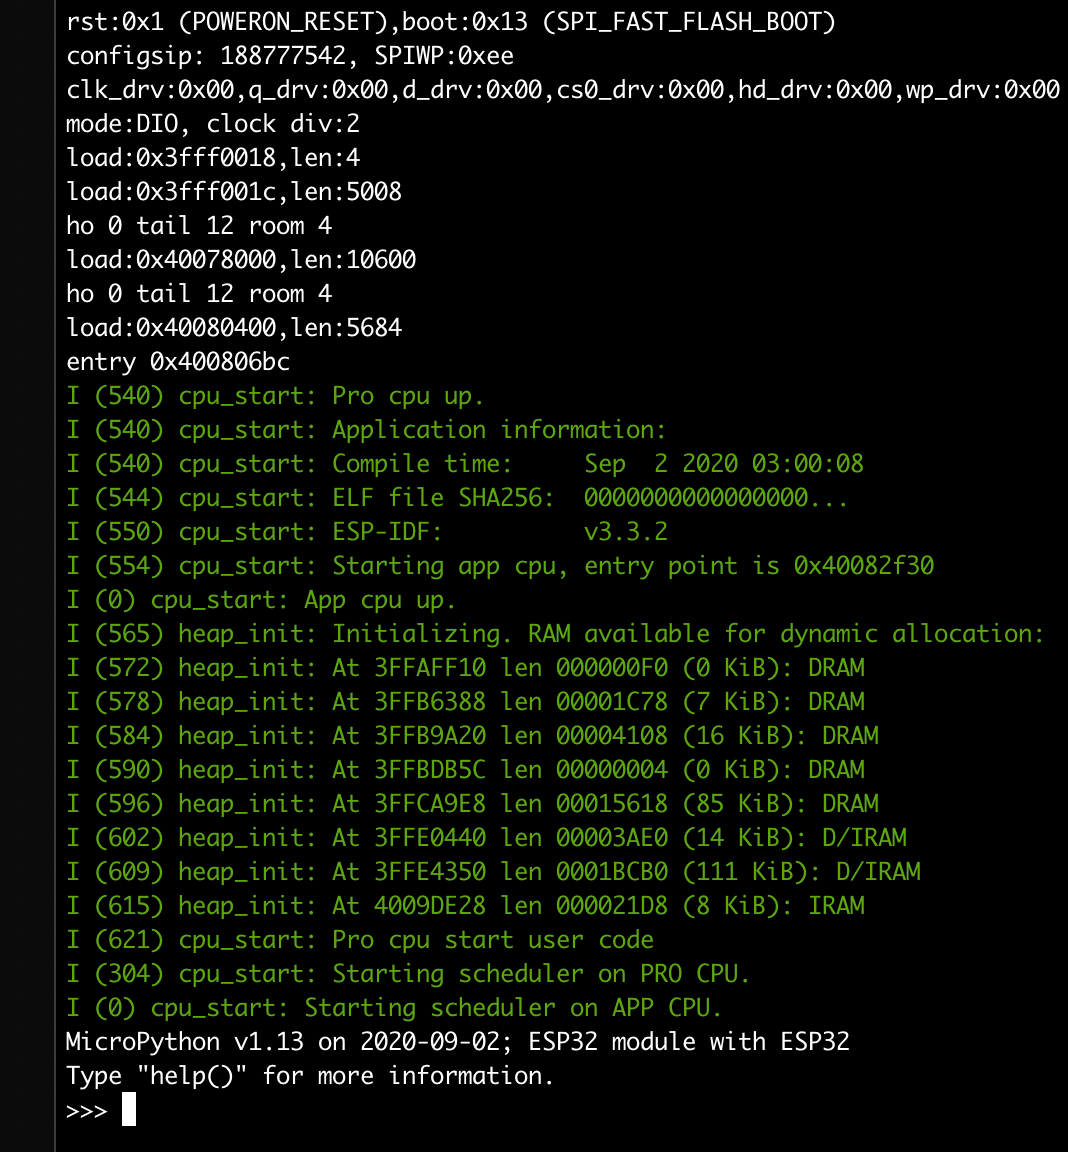 rst:0x1 (POWERON_RESET),boot:0x13 (SPI_FAST_FLASH_BOOT)
configsip: 188777542, SPIWP:0xee
clk_drv:0x00,q_drv:0x00,d_drv:0x00,cs0_drv:0x00,hd_drv:0x00,wp_drv:0x00
mode:DIO, clock div:2
load:0x3fff0018,len:4
load:0x3fff001c,len:5008
ho 0 tail 12 room 4
load:0x40078000,len:10600
ho 0 tail 12 room 4
load:0x40080400,len:5684
entry 0x400806bc
I (540) cpu_start: Pro cpu up.
I (540) cpu_start: Application information:
I (540) cpu_start: Compile time:     Sep  2 2020 03:00:08
I (544) cpu_start: ELF file SHA256:  0000000000000000...
I (550) cpu_start: ESP-IDF:          v3.3.2
I (554) cpu_start: Starting app cpu, entry point is 0x40082f30
I (0) cpu_start: App cpu up.
I (565) heap_init: Initializing. RAM available for dynamic allocation:
I (572) heap_init: At 3FFAFF10 len 000000F0 (0 KiB): DRAM
I (578) heap_init: At 3FFB6388 len 00001C78 (7 KiB): DRAM
I (584) heap_init: At 3FFB9A20 len 00004108 (16 KiB): DRAM
I (590) heap_init: At 3FFBDB5C len 00000004 (0 KiB): DRAM
I (596) heap_init: At 3FFCA9E8 len 00015618 (85 KiB): DRAM
I (602) heap_init: At 3FFE0440 len 00003AE0 (14 KiB): D/IRAM
I (609) heap_init: At 3FFE4350 len 0001BCB0 (111 KiB): D/IRAM
I (615) heap_init: At 4009DE28 len 000021D8 (8 KiB): IRAM
I (621) cpu_start: Pro cpu start user code
I (304) cpu_start: Starting scheduler on PRO CPU.
I (0) cpu_start: Starting scheduler on APP CPU.
MicroPython v1.13 on 2020-09-02; ESP32 module with ESP32
Type "help()" for more information.
>>>